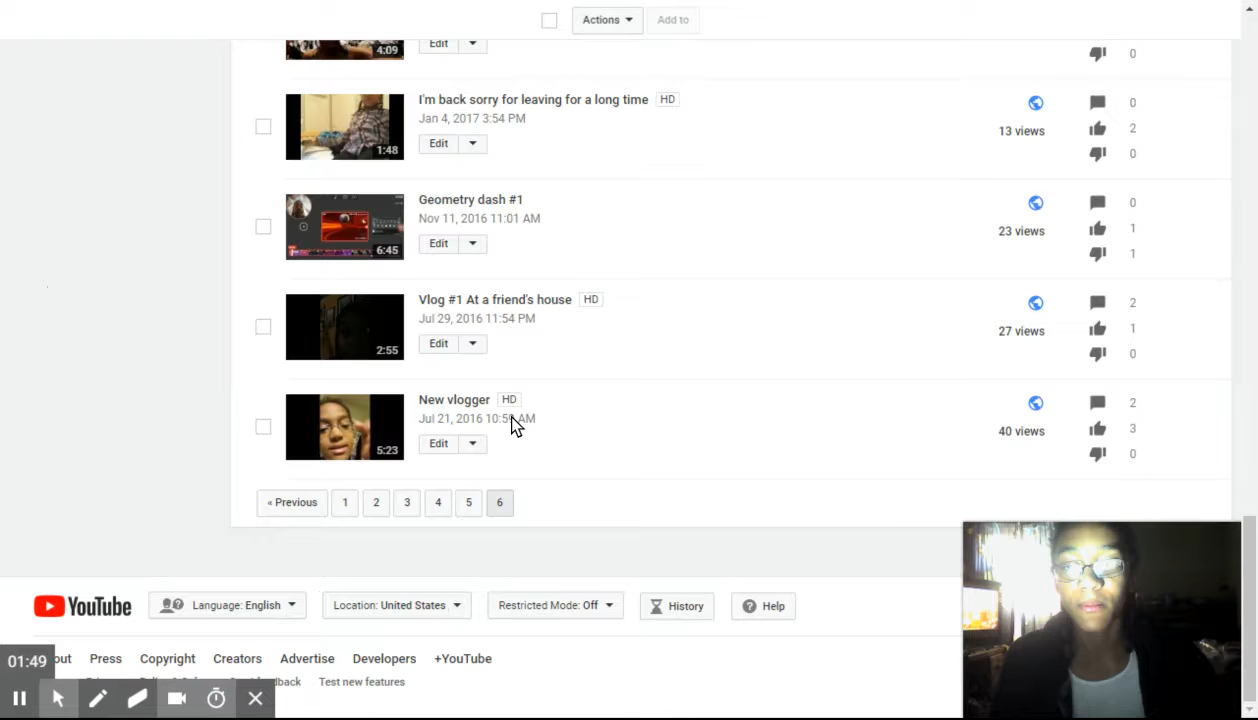 Actions Add to
4:09 Edit 0
I'm back sorry for leaving for a long time HD 0
Jan 4, 2017 3:54 PM 13 views 2
1:48 Edit 0
Geometry dash #1 0
Nov 11, 2016 11:01 AM 23 views 1
6:45 Edit 1
Vlog #1 At a friend's house HD 2
Jul 29, 2016 11:54 PM 27 views 1
2:55 Edit 0
New vlogger HD 2
Jul 21, 2016 AM 40 views 3
5:23 Edit 0
« Previous 1 2 3 4 5 6
YouTube Language: English Location: United States Restricted Mode: Off History Help
01:49 out Press Copyright Creators Advertise Developers +YouTube
Test new features